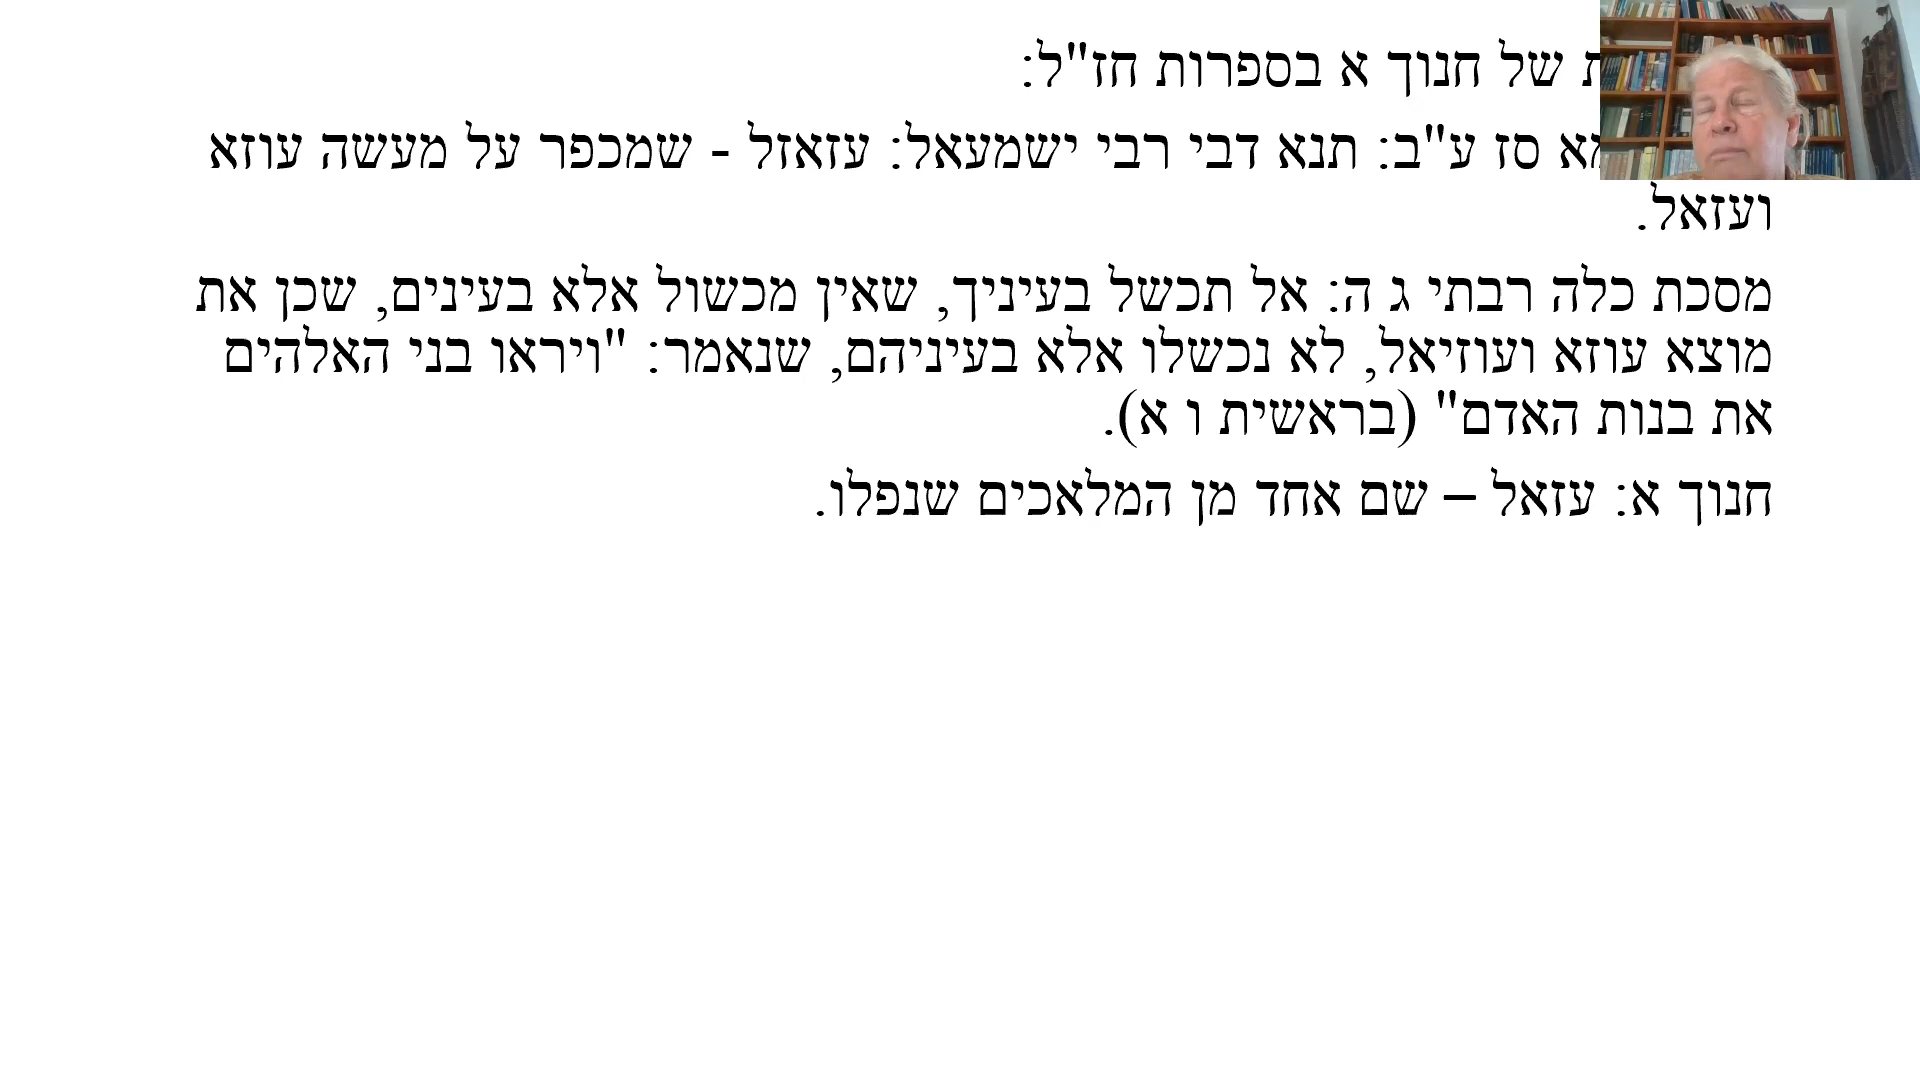 של חנוך א בספרות חז"ל:
סז ע"ב: תנא דבי רבי ישמעאל: עזאזל - שמכפר על מעשה עוזא
ועזאל.
מסכת כלה רבתי ג ה: אל תכשל בעיניך, שאין מכשול אלא בעינים, שכן את
מוצא עוזא ועוזיאל, לא נכשלו אלא בעיניהם, שנאמר: "ויראו בני האלהים
את בנות האדם" (בראשית ו א).
חנוך א: עזאל – שם אחד מן המלאכים שנפלו.